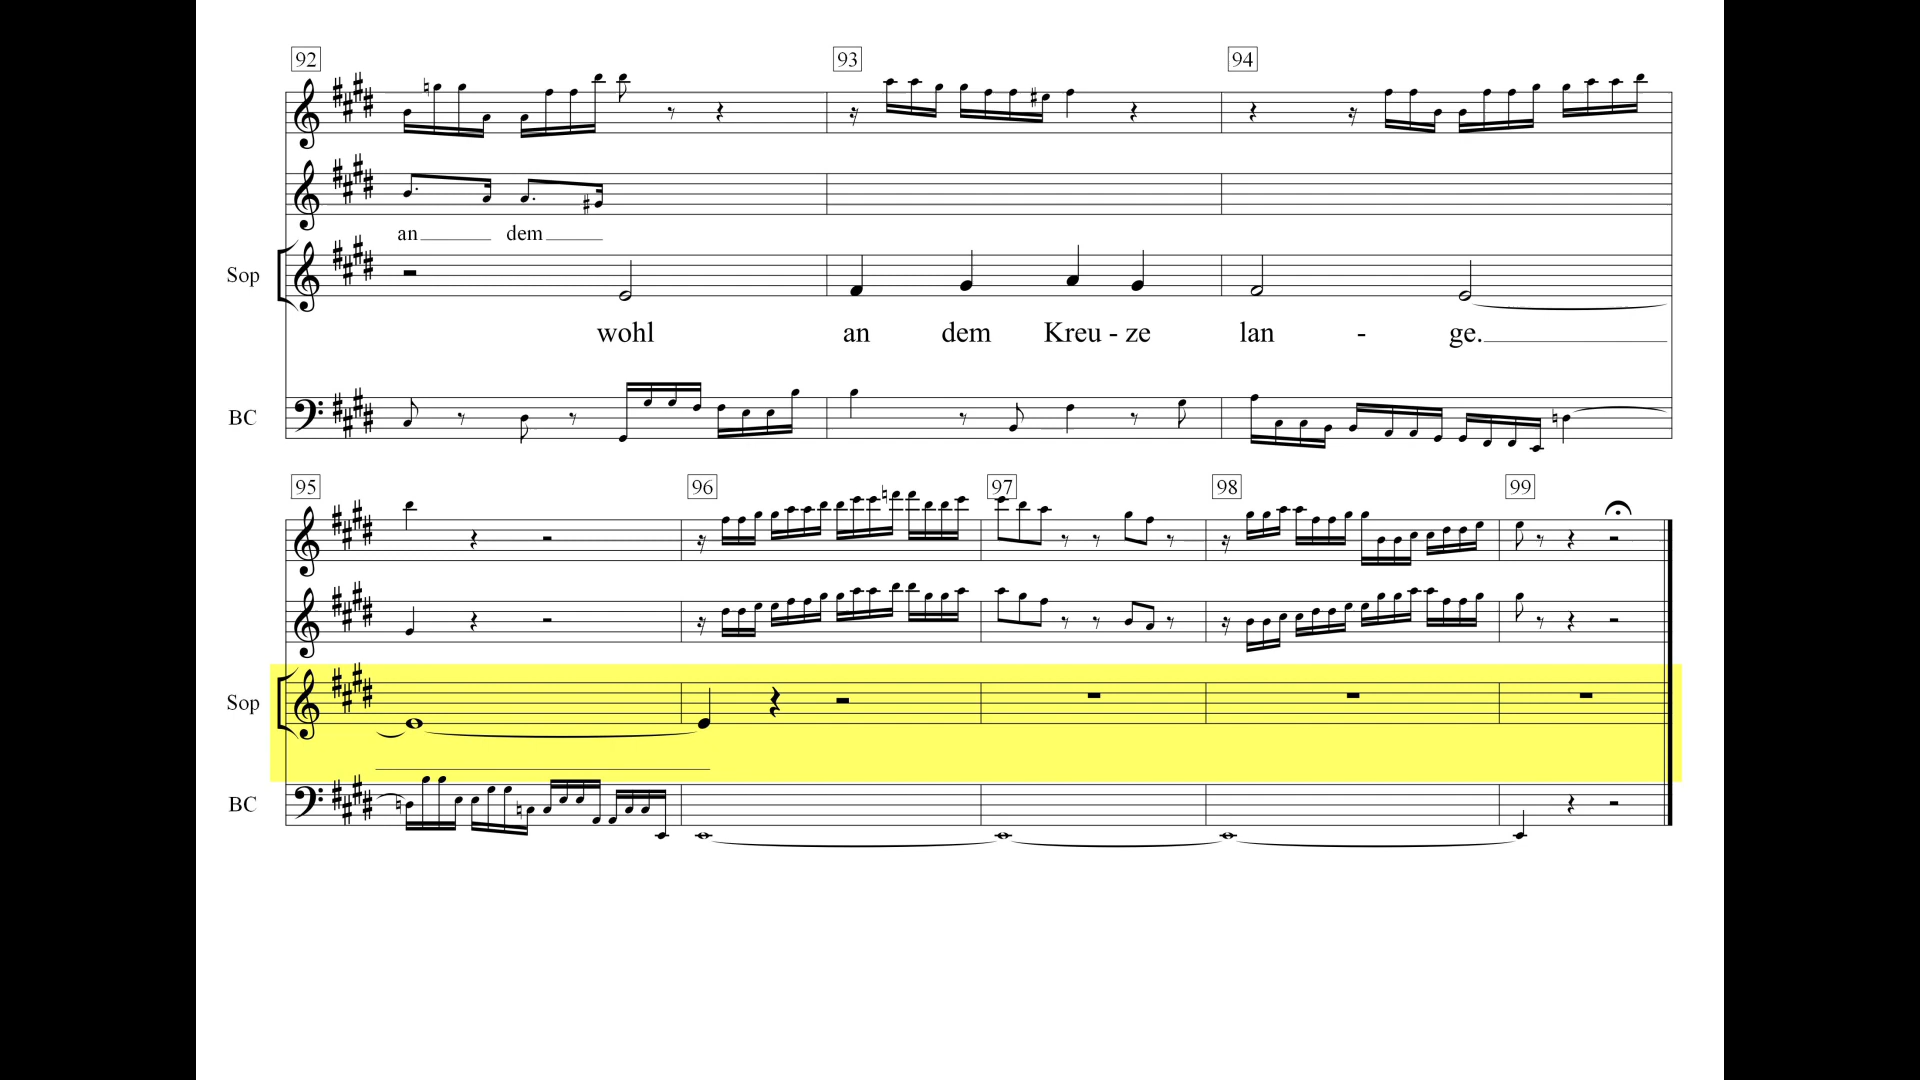 92 93 94
an dem
Sop
wohl an dem Kreu - ze lan - ge.
BC
95 96 97 98 99
Sop
BC